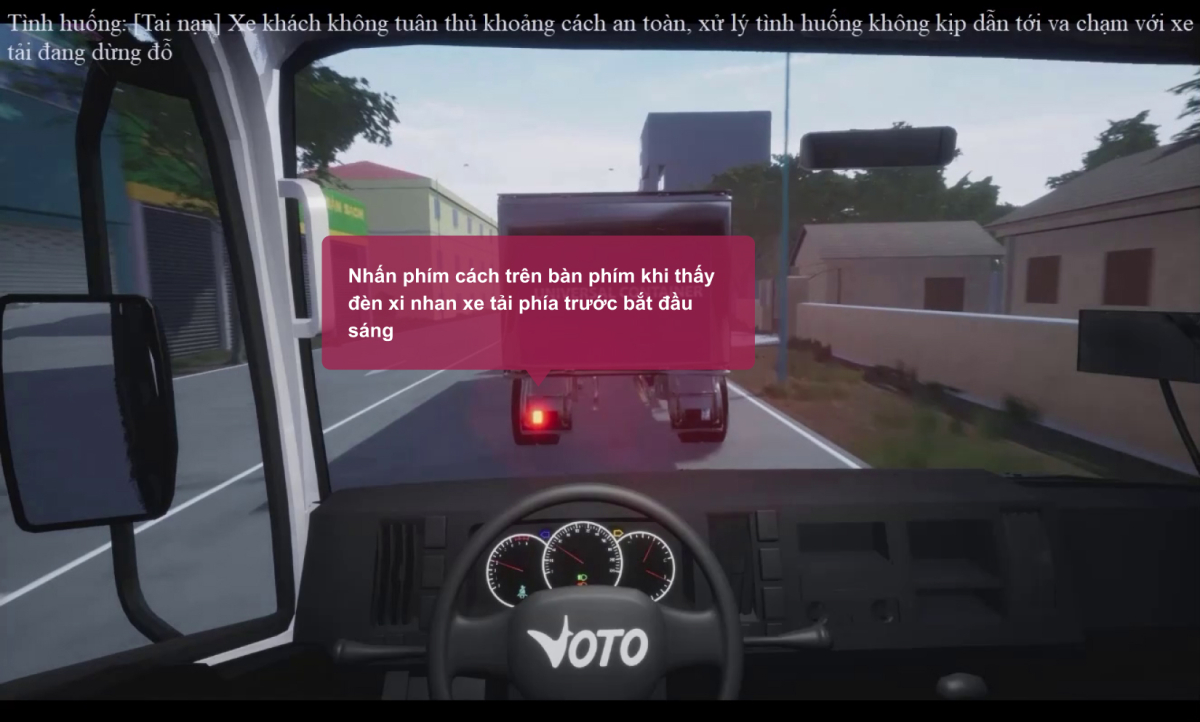 Tình huống: [Tai nạn] Xe khách không tuân thủ khoảng cách an toàn, xử lý tình huống không kịp dẫn tới va chạm với xe
tải đang dừng đỗ
Nhấn phím cách trên bàn phím khi thấy
đèn xi nhan xe tải phía trước bắt đầu
sáng
VOTO